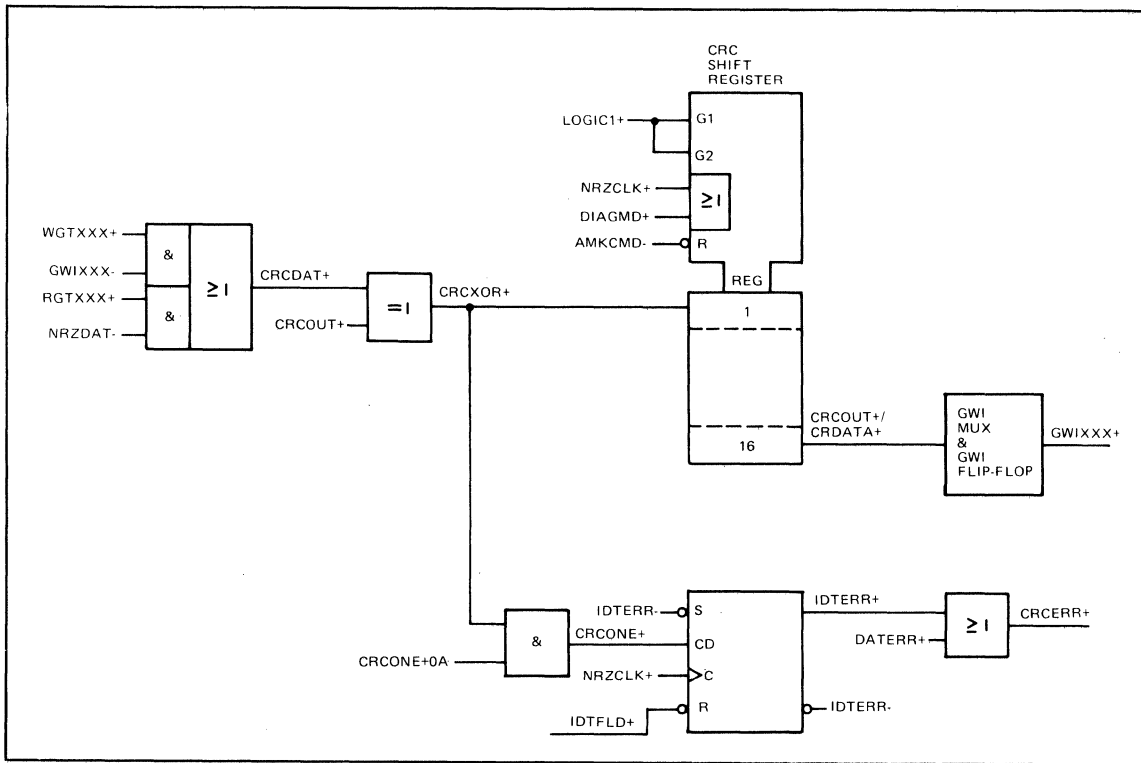 CRC
SHIFT
REGISTER
LOGIC1+
G1
G2
NRZCLK+
≥1
DIAGMD+
AMKCMD-
R
REG
WGTXXX+
&
GWIXXX-
≥1
RGTXXX+
&
NRZDAT-
CRCDAT+
=1
CRCXOR+
CRCOUT+
1
CRCOUT+/
CRDATA+
16
GWI
MUX
&
GWI
FLIP-FLOP
GWIXXX+
IDTERR-
S
IDTERR+
≥1
CRCERR+
DATERR+
&
CRCONE+
CD
CRCONE+0A
NRZCLK+
C
IDTFLD+
R
IDTERR-